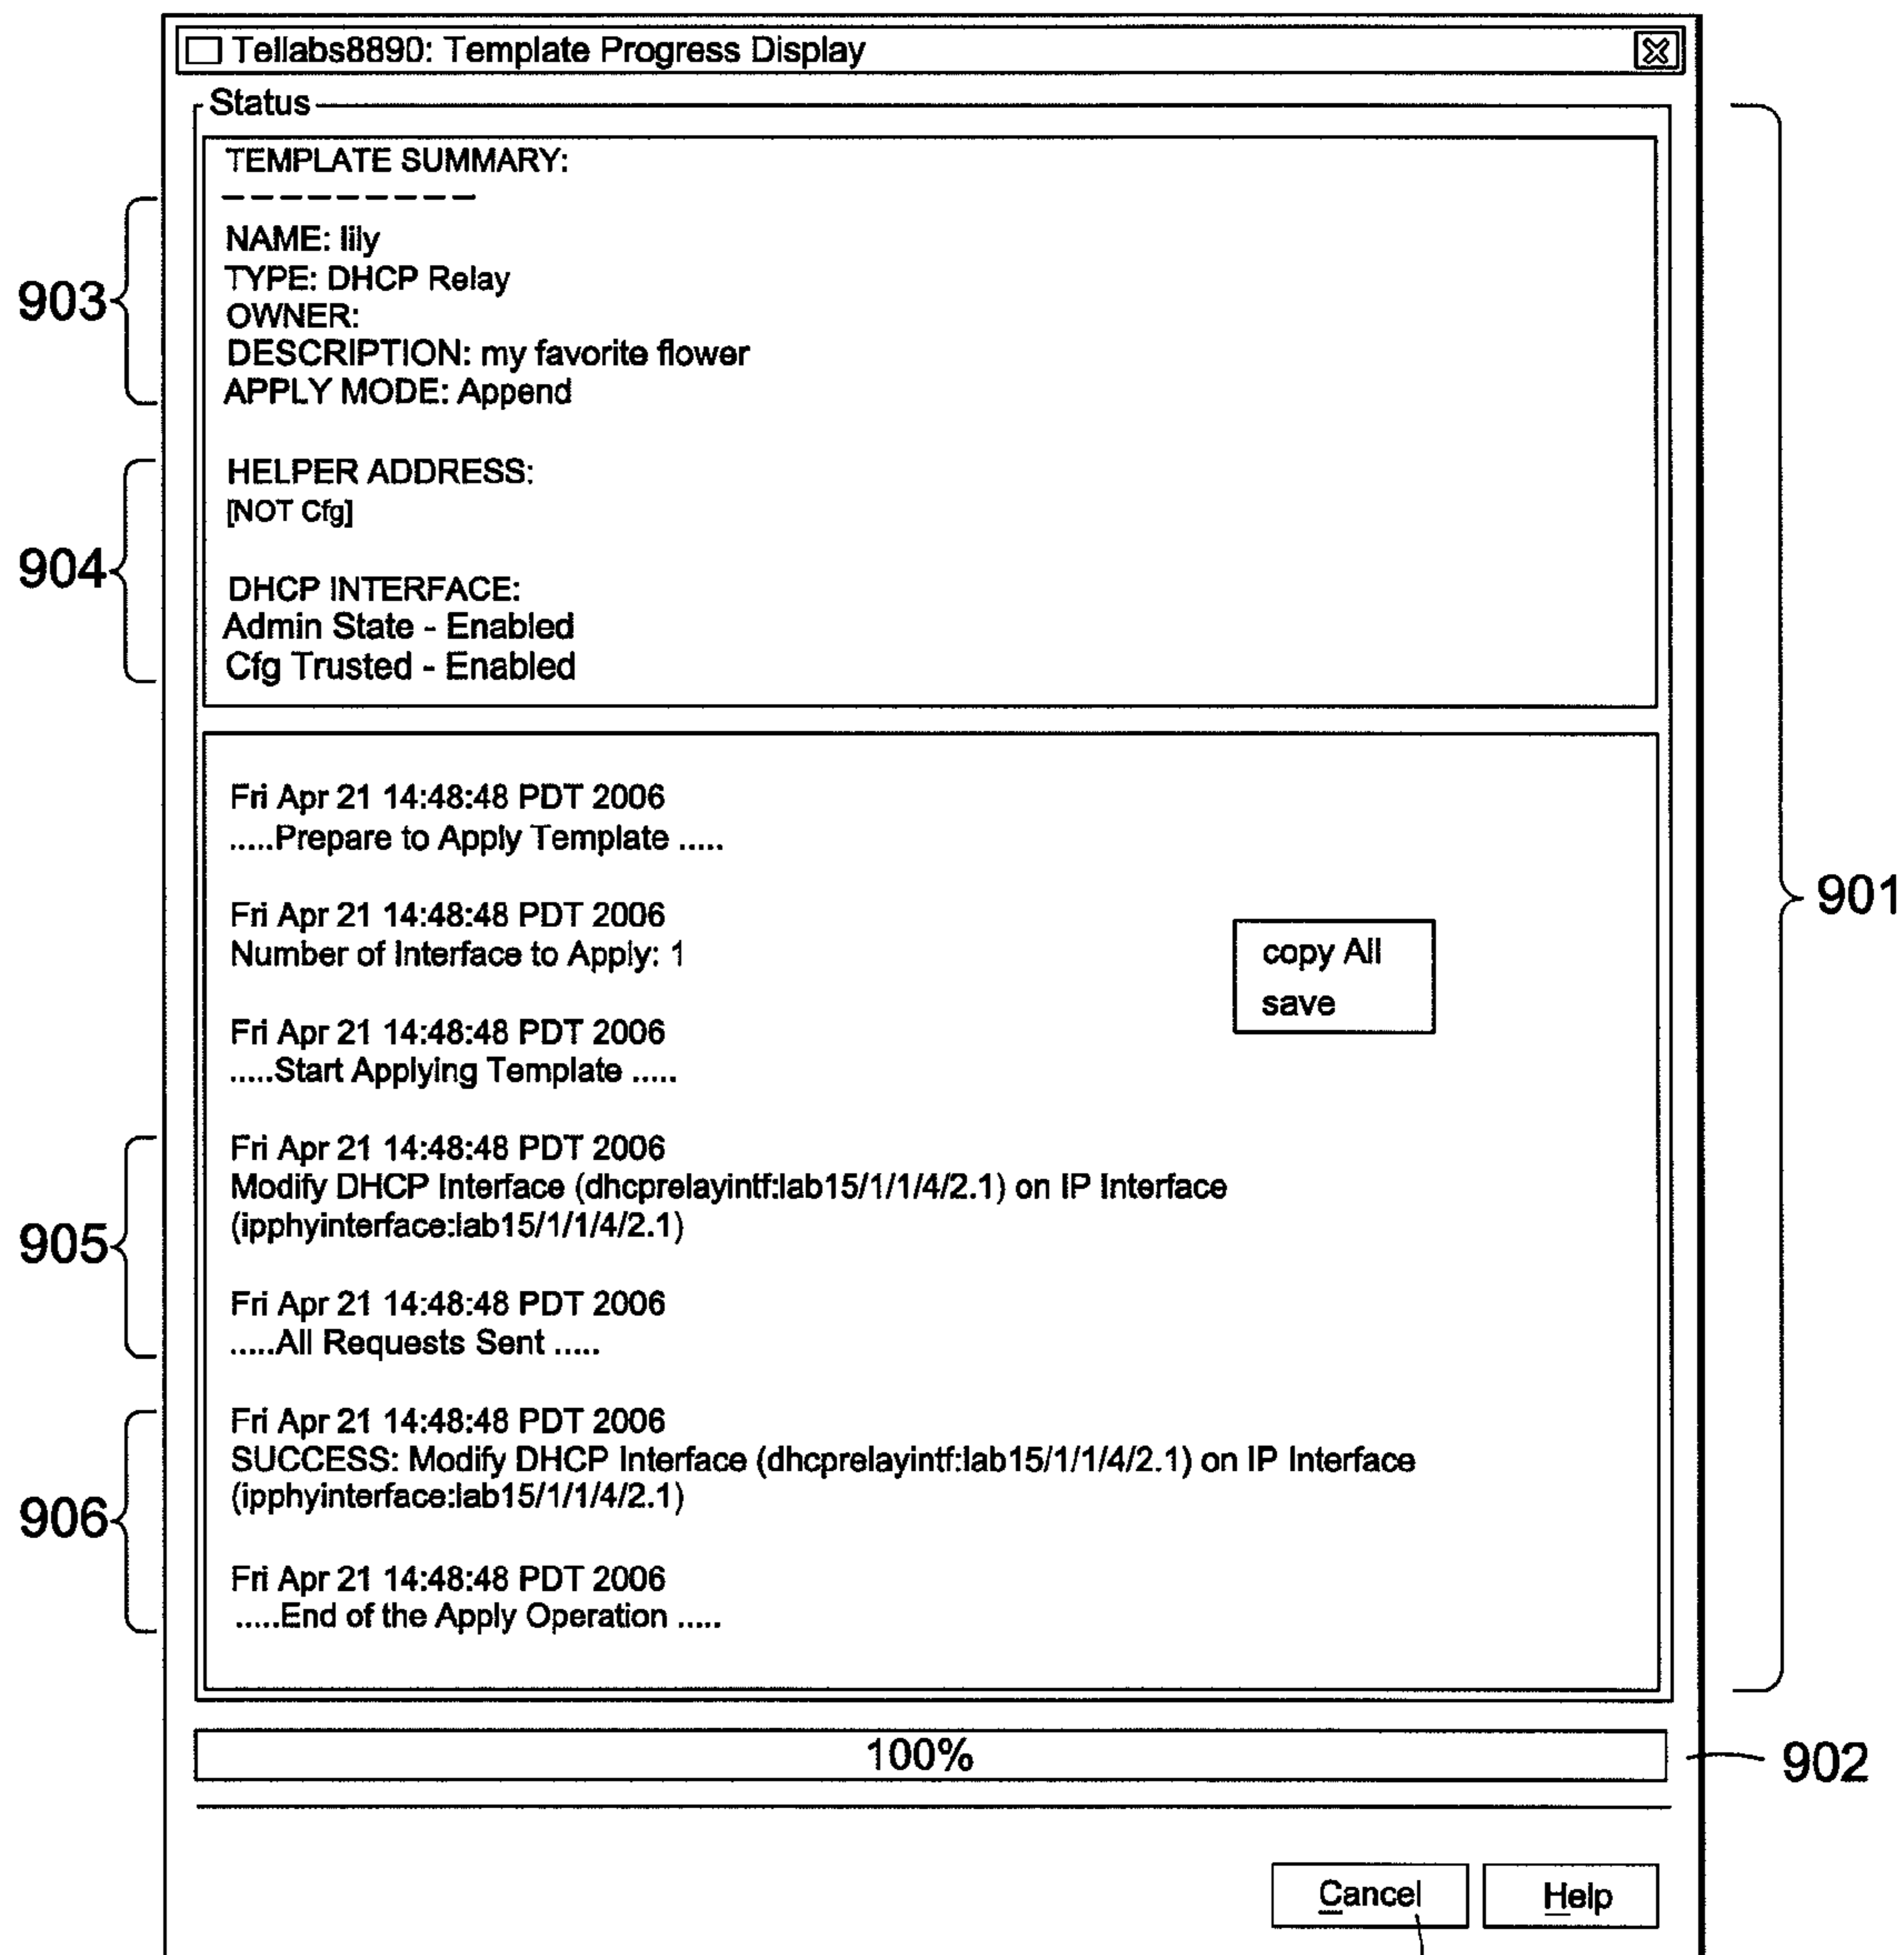 Tellabs8890: Template Progress Display
Status
TEMPLATE SUMMARY:
----------
NAME: lily
TYPE: DHCP Relay
OWNER:
DESCRIPTION: my favorite flower
APPLY MODE: Append
903
HELPER ADDRESS:
[NOT Cfg]
DHCP INTERFACE:
Admin State - Enabled
Cfg Trusted - Enabled
904
Fri Apr 21 14:48:48 PDT 2006
.....Prepare to Apply Template .....
Fri Apr 21 14:48:48 PDT 2006
Number of Interface to Apply: 1
copy All
save
901
Fri Apr 21 14:48:48 PDT 2006
.....Start Applying Template .....
Fri Apr 21 14:48:48 PDT 2006
Modify DHCP Interface (dhcprelayintf:lab15/1/1/4/2.1) on IP Interface
(ipphyinterface:lab15/1/1/4/2.1)
905
Fri Apr 21 14:48:48 PDT 2006
.....All Requests Sent .....
Fri Apr 21 14:48:48 PDT 2006
SUCCESS: Modify DHCP Interface (dhcprelayintf:lab15/1/1/4/2.1) on IP Interface
(ipphyinterface:lab15/1/1/4/2.1)
906
Fri Apr 21 14:48:48 PDT 2006
.....End of the Apply Operation .....
100%
902
Cancel
Help